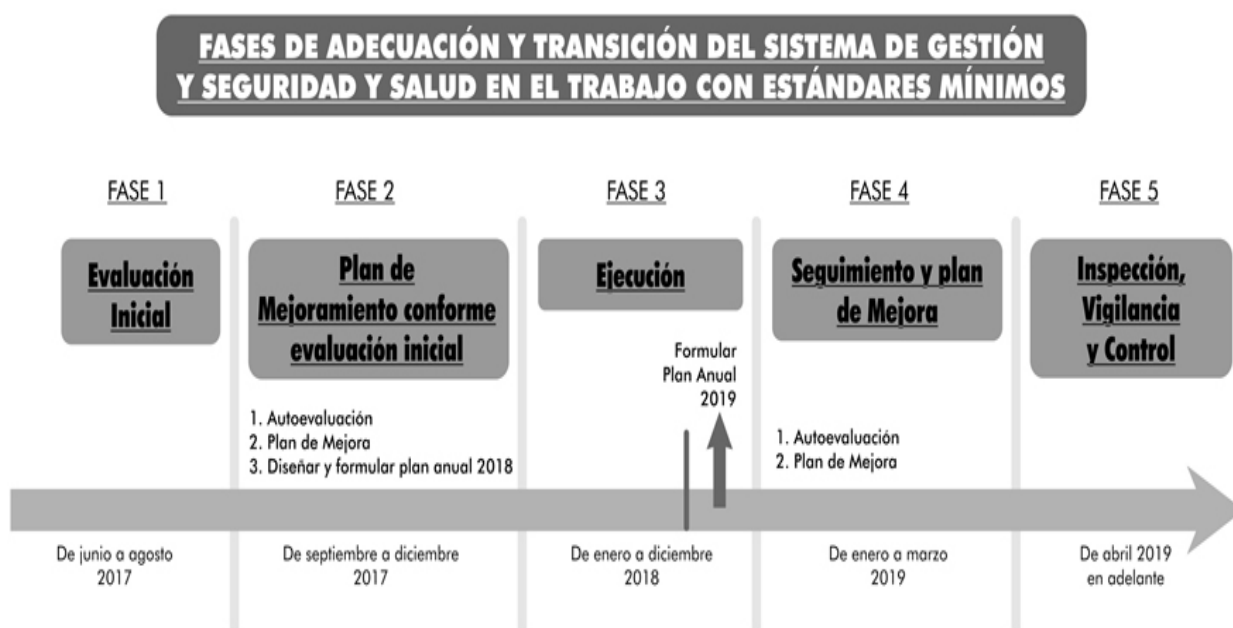 FASES DE ADECUACIÓN Y TRANSICIÓN DEL SISTEMA DE GESTIÓN
Y SEGURIDAD Y SALUD EN EL TRABAJO CON ESTÁNDARES MÍNIMOS
FASE 1
Evaluación
Inicial
De junio a agosto
2017
FASE 2
Plan de
Mejoramiento conforme
evaluación inicial
1. Autoevaluación
2. Plan de Mejora
3. Diseñar y formular plan anual 2018
De septiembre a diciembre
2017
FASE 3
Ejecución
Formular
Plan Anual
2019
De enero a diciembre
2018
FASE 4
Seguimiento y plan
de Mejora
1. Autoevaluación
2. Plan de Mejora
De enero a marzo
2019
FASE 5
Inspección,
Vigilancia
y Control
De abril 2019
en adelante